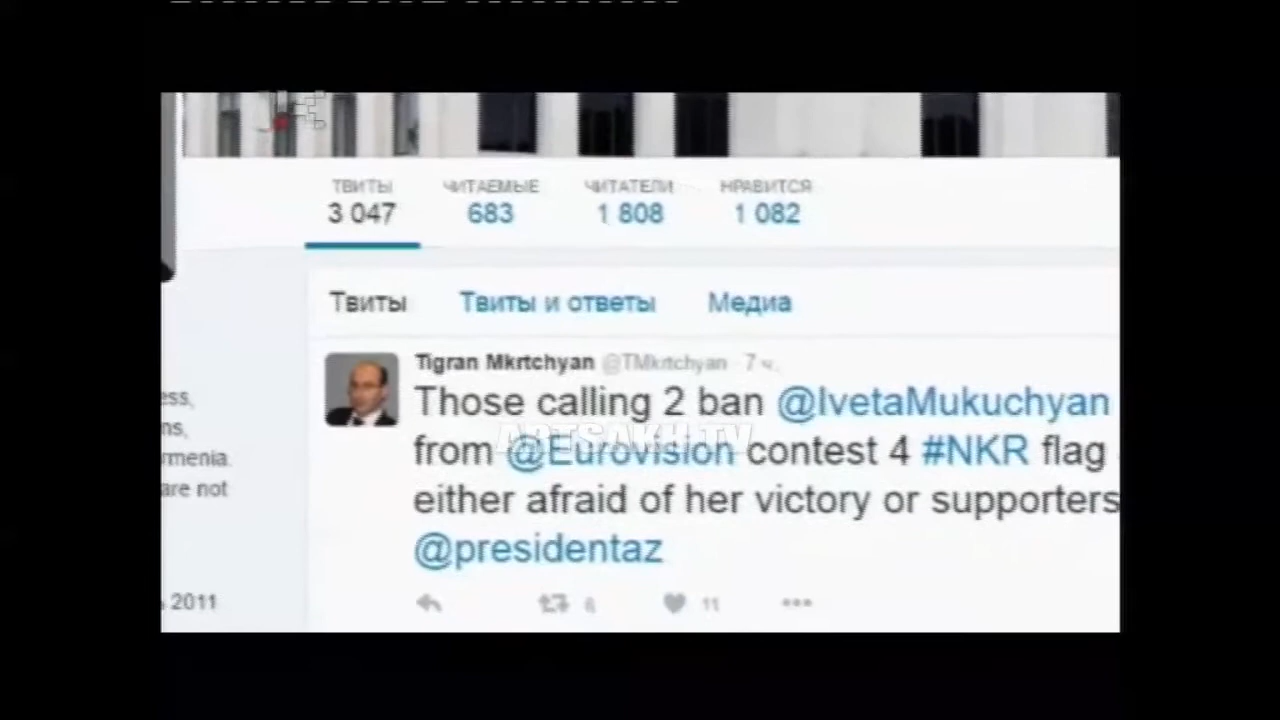 ТВИТЫ ЧИТАЕМЫЕ ЧИТАТЕЛИ НРАВИТСЯ
3 047 683 1 808 1 082
Твиты Твиты и ответы Медиа
Tigran Mkrtchyan @TMkrtchyan · 7 ч.
Those calling 2 ban @IvetaMukuchyan
from @Eurovision contest 4 #NKR flag
either afraid of her victory or supporters
@presidentaz
6 11
ess,
ns,
rmenia.
are not
2011
ARTSAKH TV